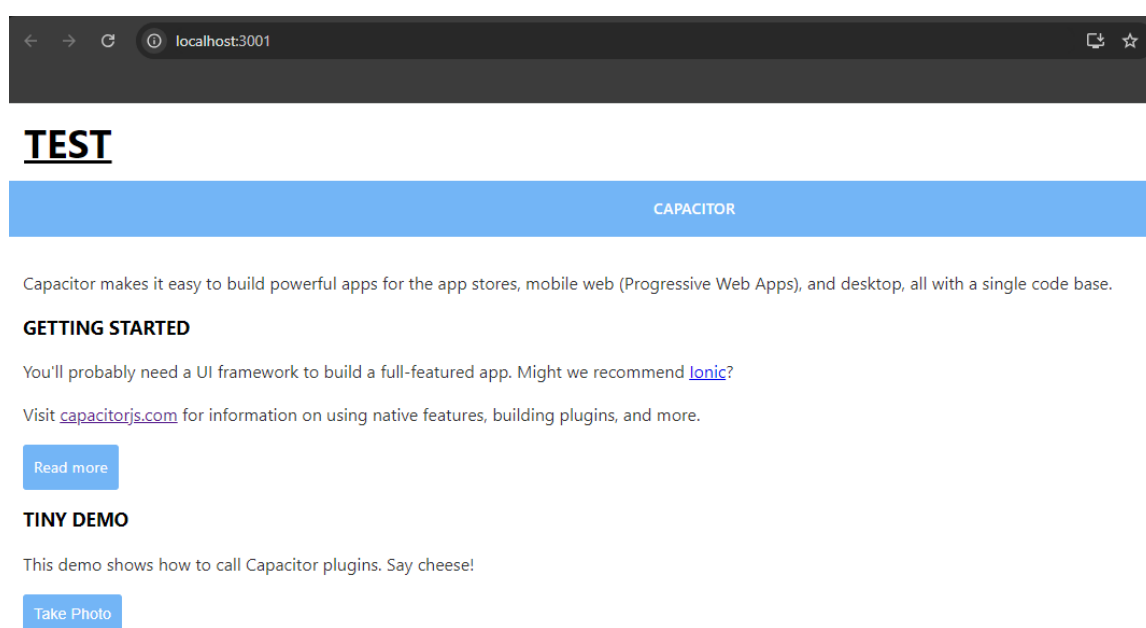 localhost:3001
TEST
CAPACITOR
Capacitor makes it easy to build powerful apps for the app stores, mobile web (Progressive Web Apps), and desktop, all with a single code base.
GETTING STARTED
You'll probably need a UI framework to build a full-featured app. Might we recommend Ionic?
Visit capacitorjs.com for information on using native features, building plugins, and more.
Read more
TINY DEMO
This demo shows how to call Capacitor plugins. Say cheese!
Take Photo